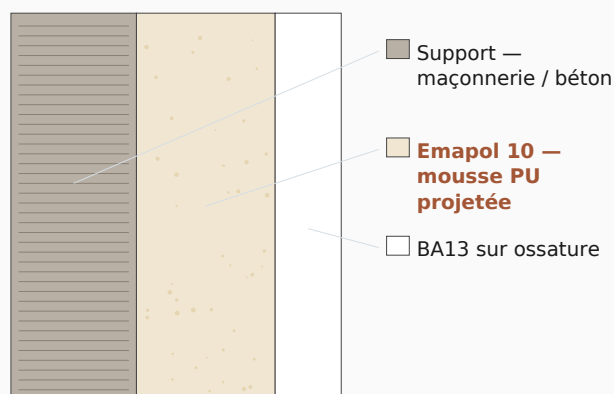 Support —
maçonnerie / béton
Emapol 10 —
mousse PU
projetée
BA13 sur ossature